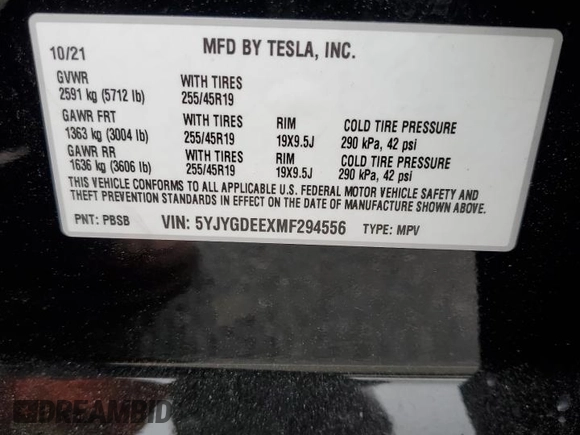 10/21 MFD BY TESLA, INC.
GVWR WITH TIRES
2591 kg (5712 lb) 255/45R19
GAWR FRT WITH TIRES RIM COLD TIRE PRESSURE
1363 kg (3004 lb) 255/45R19 19X9.5J 290 kPa, 42 psi
GAWR RR WITH TIRES RIM COLD TIRE PRESSURE
1636 kg (3606 lb) 255/45R19 19X9.5J 290 kPa, 42 psi
THIS VEHICLE CONFORMS TO ALL APPLICABLE U.S. FEDERAL MOTOR VEHICLE SAFETY AND
THEFT PREVENTION STANDARDS IN EFFECT ON THE DATE OF MANUFACTURE SHOWN ABOVE.
PNT: PBSB VIN: 5YJYGDEEXMF294556 TYPE: MPV
DREAMBID